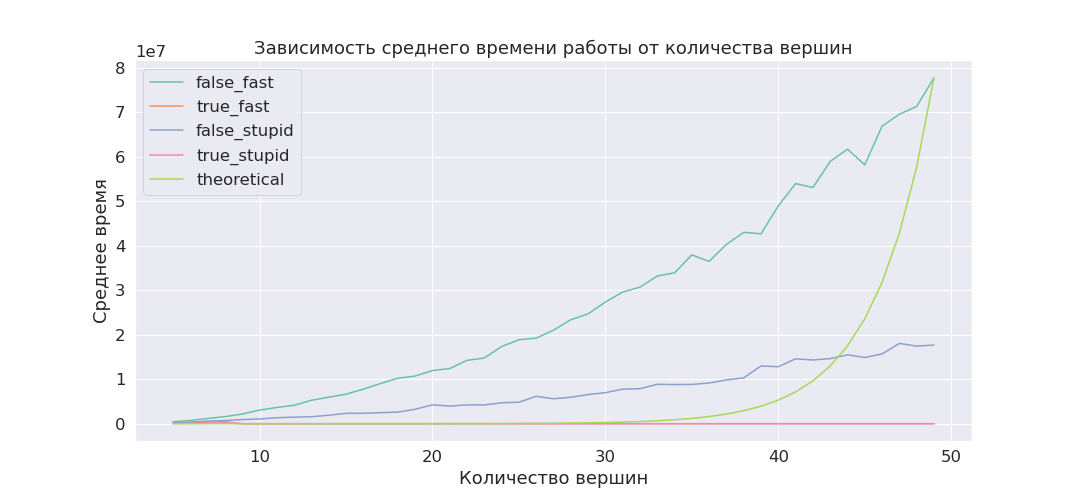 Зависимость среднего времени работы от количества вершин
1e7
8
7
6
5
4
3
2
1
0
Среднее время
false_fast
true_fast
false_stupid
true_stupid
theoretical
10
20
30
40
50
Количество вершин